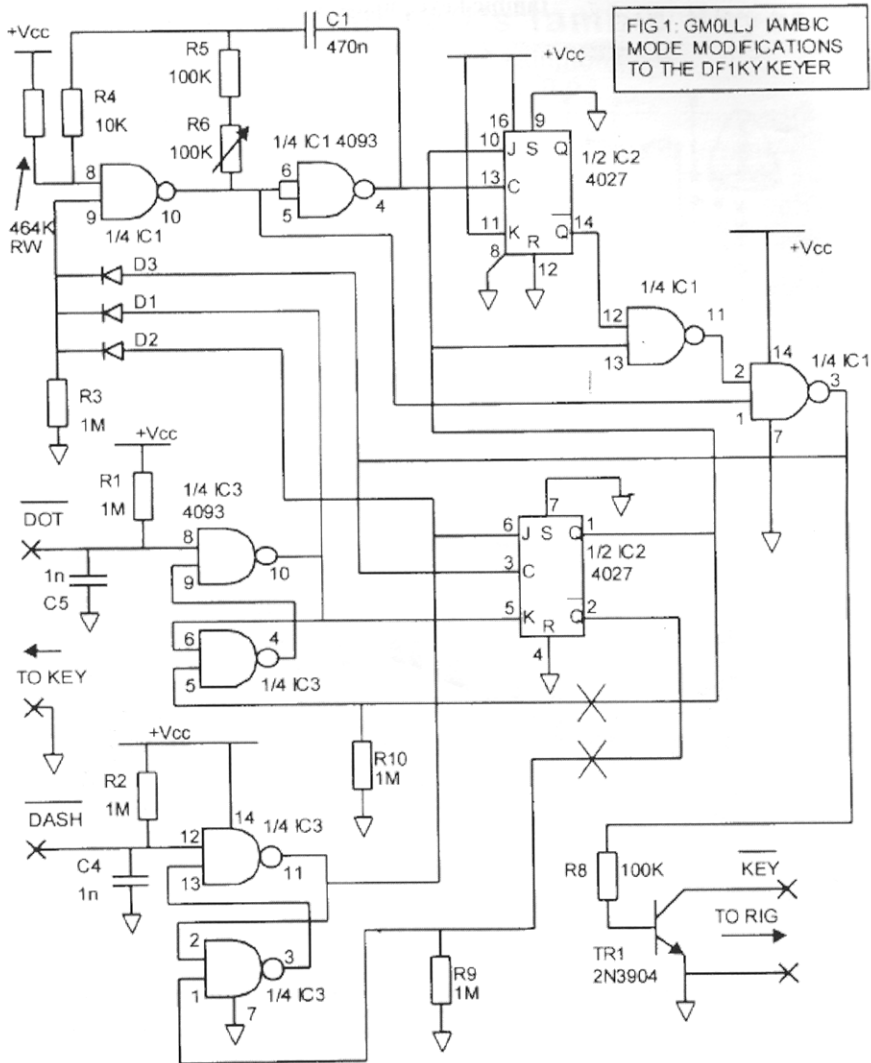 FIG 1: GM0LLJ IAMBIC
MODE MODIFICATIONS
TO THE DF1KY KEYER
+Vcc
R4
10K
R5
100K
R6
100K
C1
470n
1/4 IC1 4093
8
9
10
1/4 IC1
464K
RW
6
5
4
+Vcc
16
9
10
J S Q
1/2 IC2
4027
13
C
11
K R Q
14
8
12
D3
D1
D2
R3
1M
1/4 IC1
12
13
11
+Vcc
14
1/4 IC1
2
1
3
7
+Vcc
R1
1M
1/4 IC3
4093
DOT
8
9
10
1n
C5
6
5
4
1/4 IC3
TO KEY
7
6
J S Q
1
1/2 IC2
4027
3
C
5
K R Q
2
4
R10
1M
+Vcc
R2
1M
14
1/4 IC3
DASH
12
13
11
C4
1n
2
1
3
7
1/4 IC3
R9
1M
R8
100K
KEY
TO RIG
TR1
2N3904